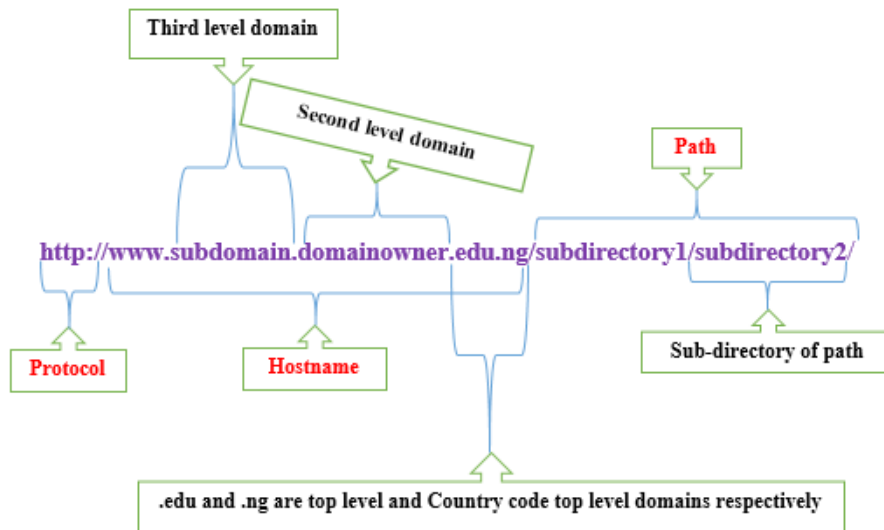 Third level domain
Second level domain
Path
http://www.subdomain.domainowner.edu.ng/subdirectory1/subdirectory2/
Protocol
Hostname
Sub-directory of path
.edu and .ng are top level and Country code top level domains respectively